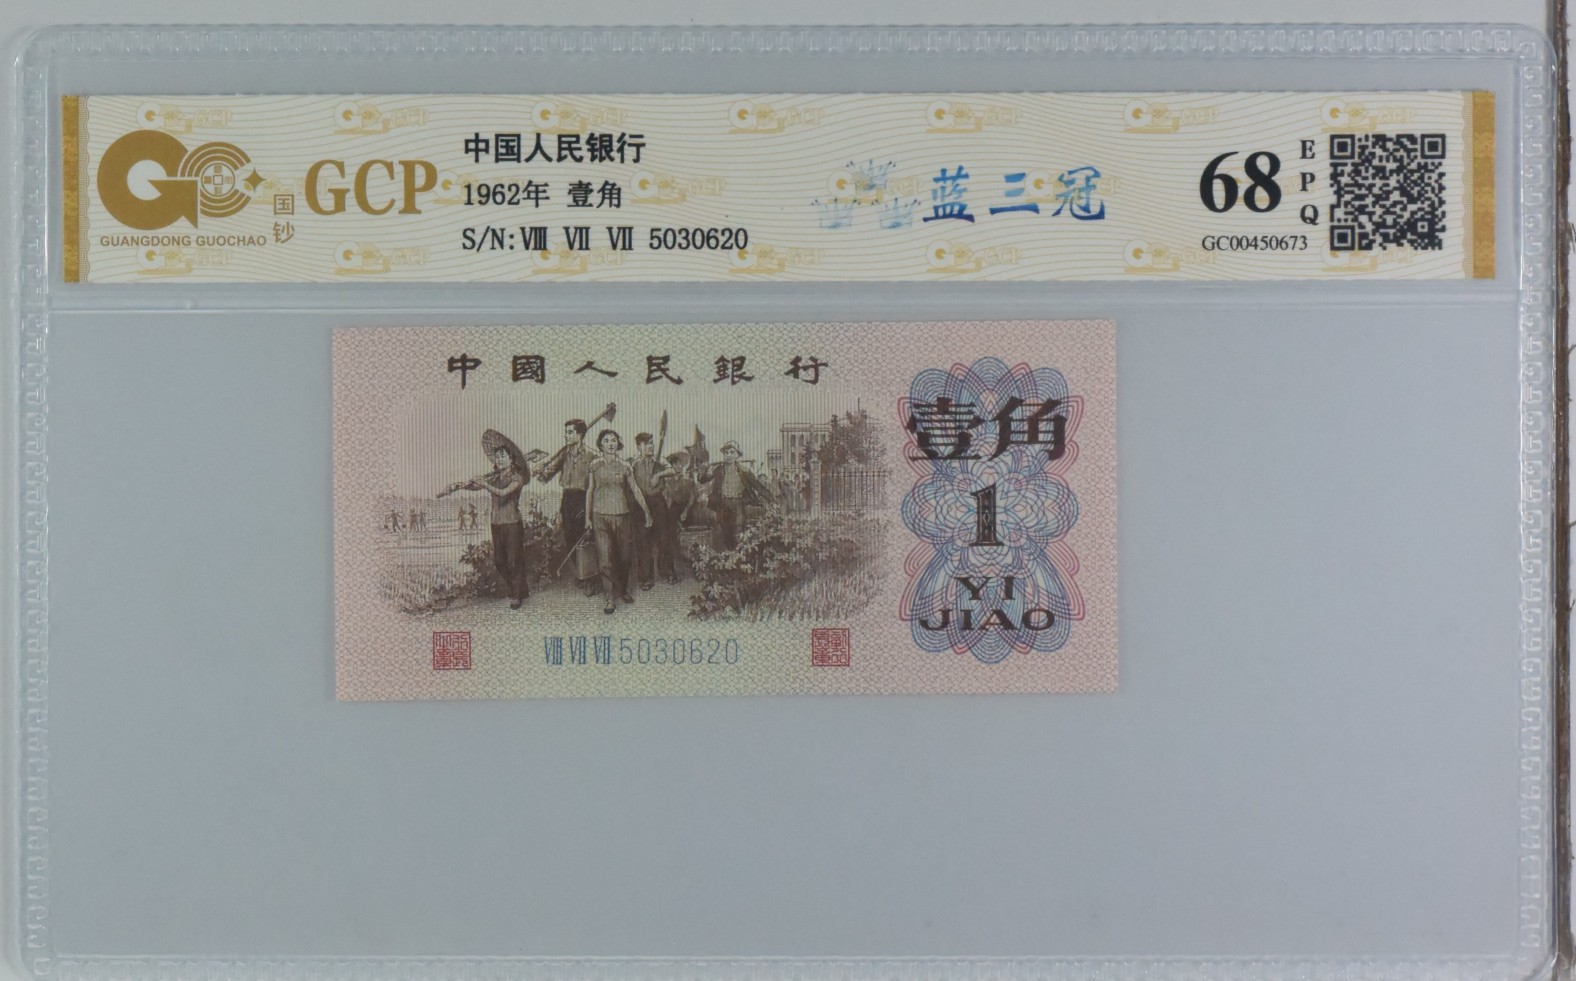 GCP
国钞
GUANGDONG GUOCHAO
中国人民银行
1962年 壹角
S/N:Ⅷ Ⅶ Ⅶ 5030620
蓝三冠
68
EPQ
GC00450673
中國人民銀行
壹角
1
YI
JIAO
Ⅷ Ⅶ Ⅶ 5030620